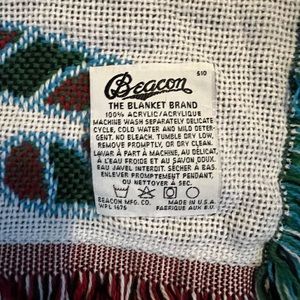 Beacon
510
THE BLANKET BRAND
100% ACRYLIC/ACRYLIQUE
MACHINE WASH SEPARATELY DELICATE
CYCLE, COLD WATER AND MILD DETER-
GENT. NO BLEACH. TUMBLE DRY LOW,
REMOVE PROMPTLY, OR DRY CLEAN.
LAVAR À PART À MACHINE, AU DÉLICAT,
À L'EAU FROIDE ET AU SAVON DOUX.
EAU JAVEL INTERDIT. SÉCHER À BAS.
ENLEVER PROMPTEMENT PENDANT,
OU NETTOYER À SEC.
BEACON MFG. CO. MADE IN U.S.A.
WPL 1675 FABRIQUE AUX É.U.